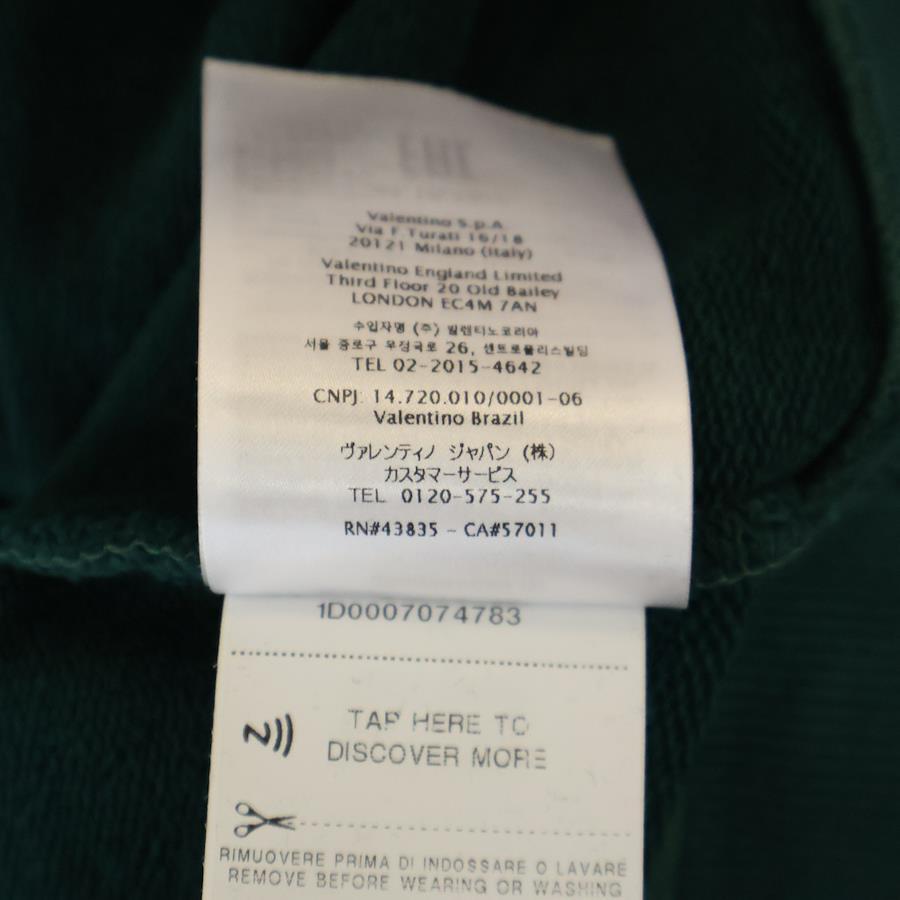 EAC
Valentino S.p.A.
Via F Turati 16/18
20121 Milano (Italy)
Valentino England Limited
Third Floor 20 Old Bailey
LONDON EC4M 7AN
수입자명 (주) 발렌티노코리아
서울 종로구 우정국로 26, 센트로폴리스빌딩
TEL 02-2015-4642
CNPJ: 14.720.010/0001-06
Valentino Brazil
ヴァレンティノ ジャパン (株)
カスタマーサービス
TEL 0120-575-255
RN#43835 - CA#57011
1D0007074783
TAP HERE TO
DISCOVER MORE
RIMUOVERE PRIMA DI INDOSSARE O LAVARE
REMOVE BEFORE WEARING OR WASHING